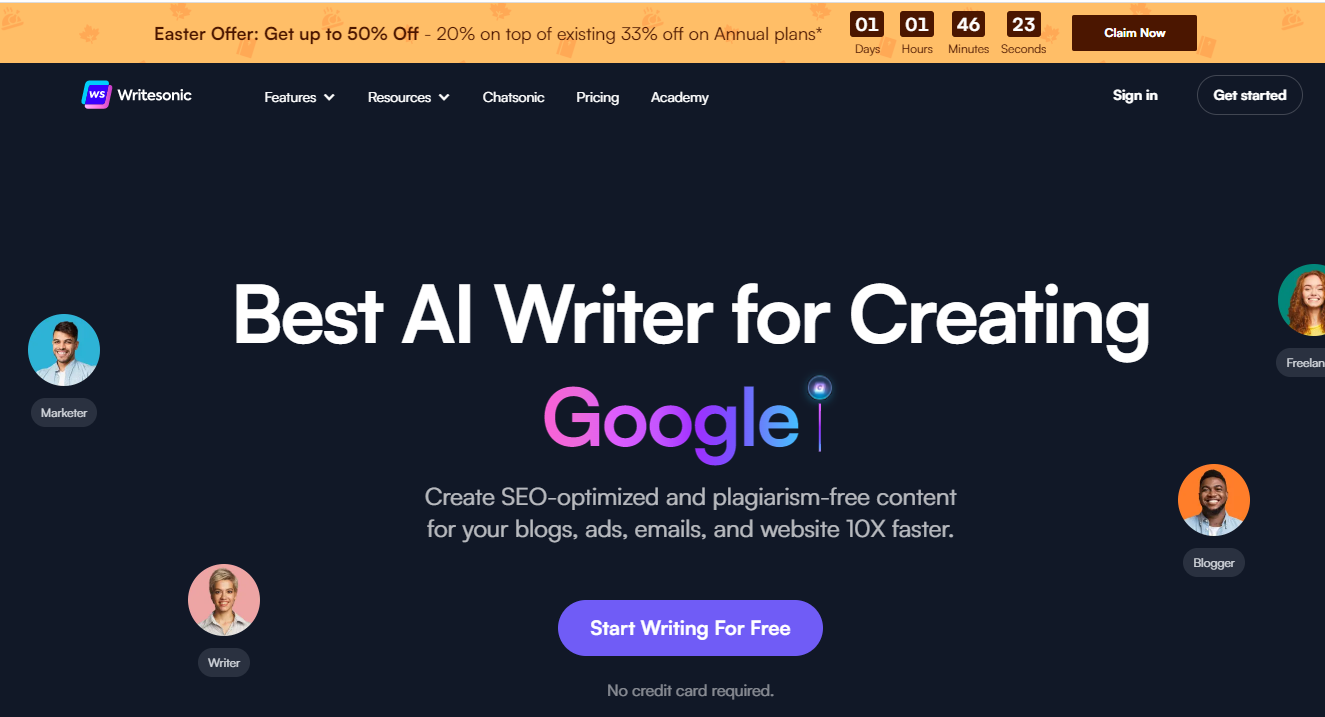 Easter Offer: Get up to 50% Off - 20% on top of existing 33% off on Annual plans*
01 01 46 23
Days Hours Minutes Seconds
Claim Now
WS Writesonic
Features Resources Chatsonic Pricing Academy
Sign in Get started
Best AI Writer for Creating
Google
Create SEO-optimized and plagiarism-free content
for your blogs, ads, emails, and website 10X faster.
Marketer
Freelan
Blogger
Writer
Start Writing For Free
No credit card required.